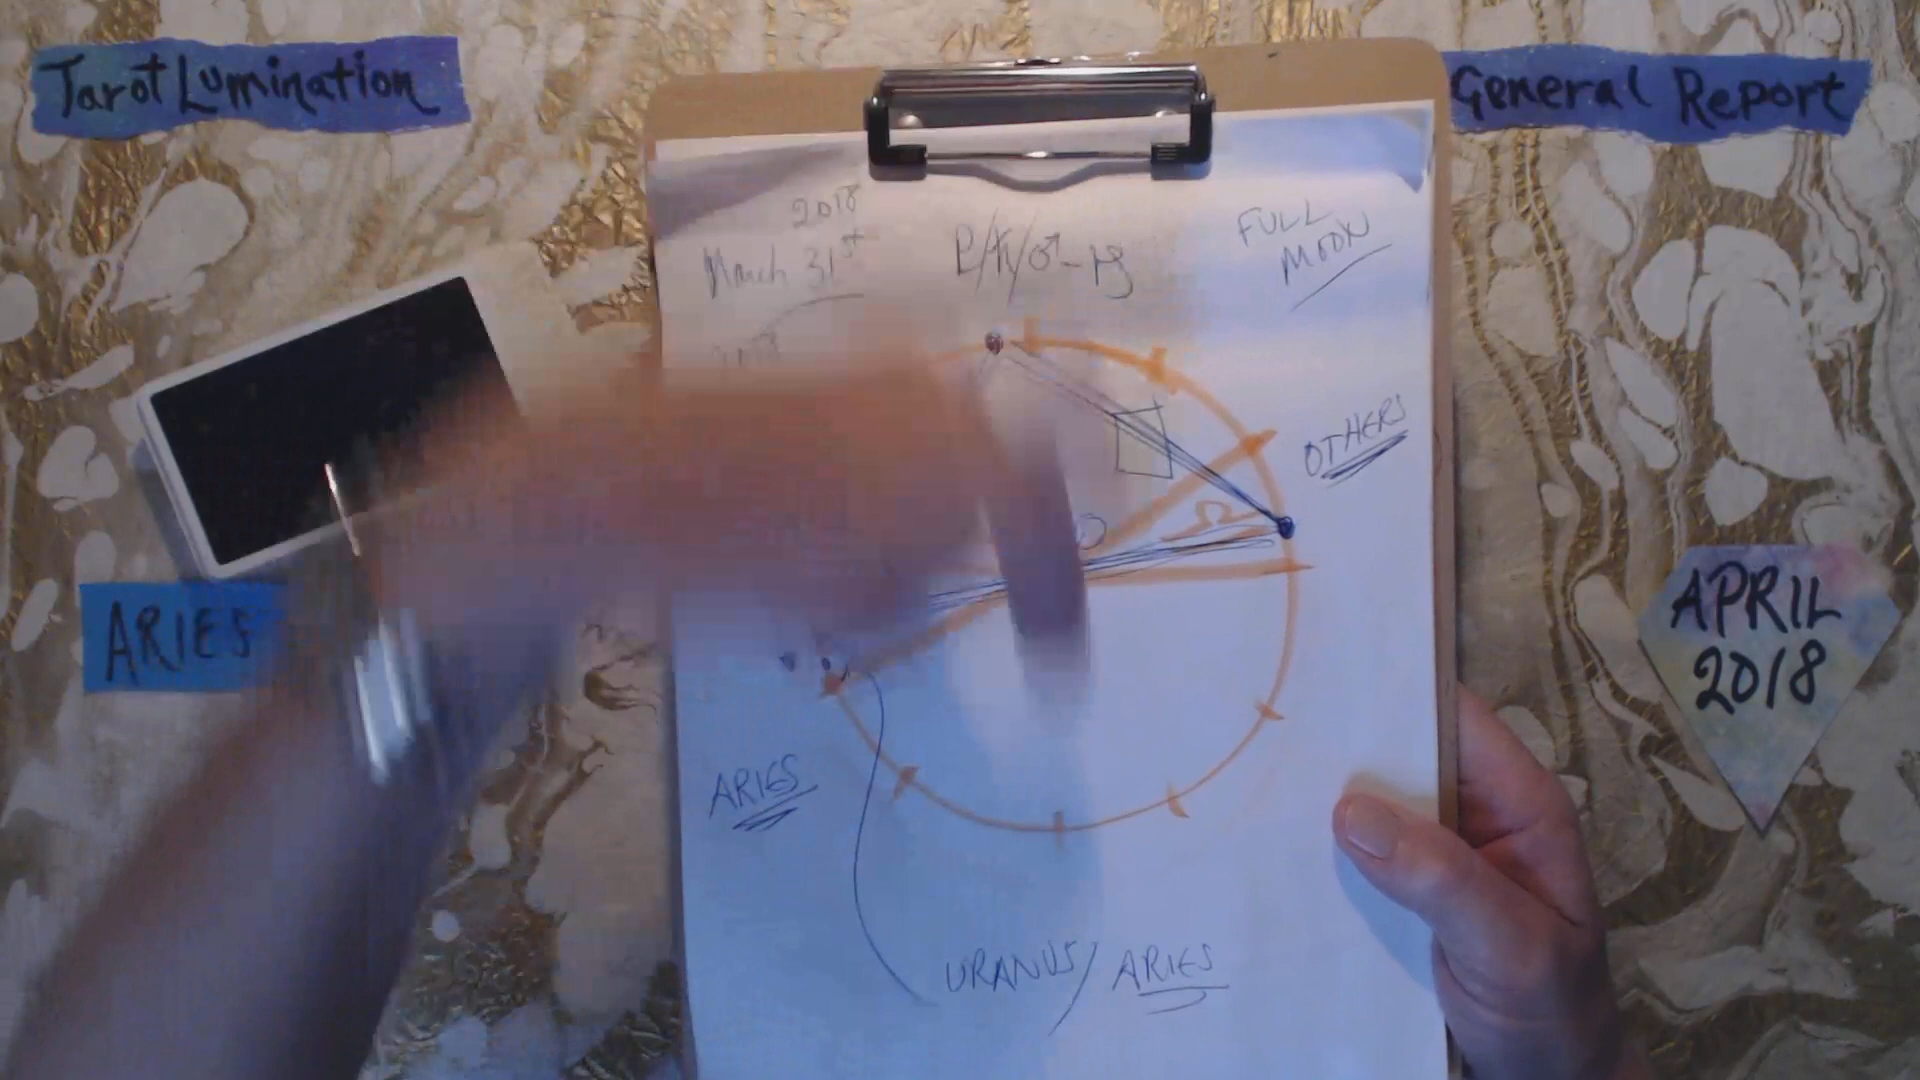 Tarot Lumination
General Report
2018
March 31st
FULL
MOON
OTHERS
ARIES
APRIL
2018
ARIES
URANUS/ARIES